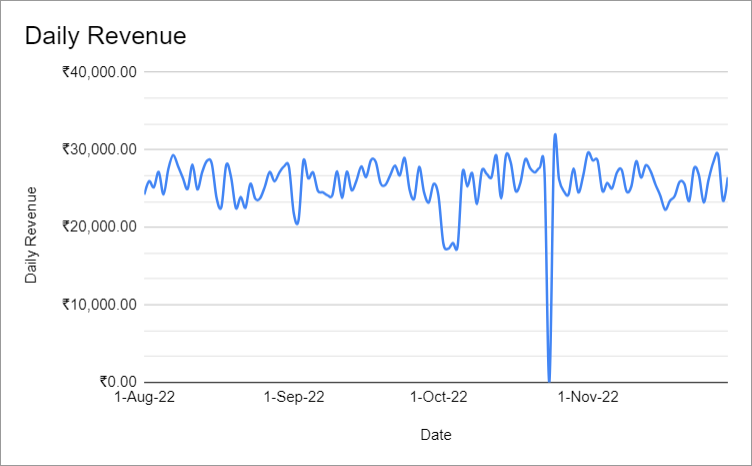 Daily Revenue
₹40,000.00
₹30,000.00
₹20,000.00
₹10,000.00
₹0.00
Daily Revenue
1-Aug-22 1-Sep-22 1-Oct-22 1-Nov-22
Date